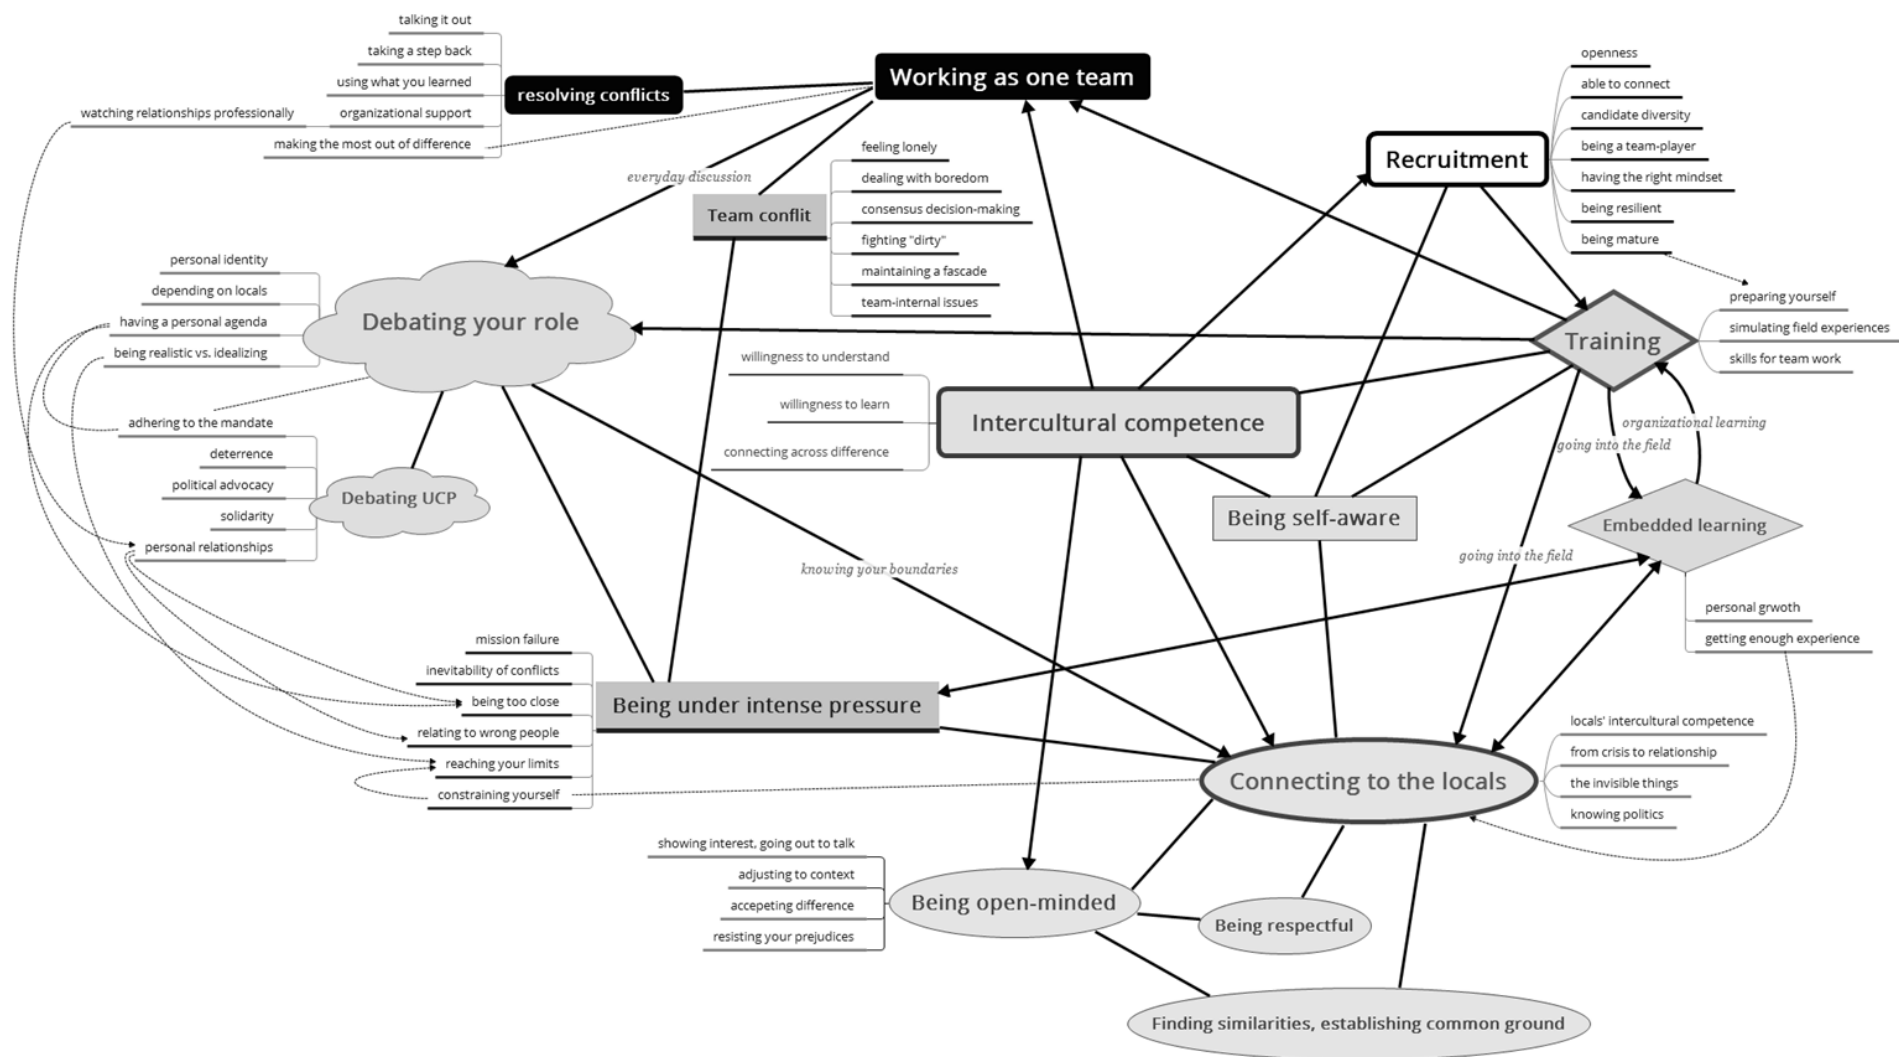 talking it out
taking a step back
using what you learned
watching relationships professionally
organizational support
making the most out of difference
resolving conflicts
Working as one team
everyday discussion
Team conflit
feeling lonely
dealing with boredom
consensus decision-making
fighting "dirty"
maintaining a fascade
team-internal issues
Recruitment
openness
able to connect
candidate diversity
being a team-player
having the right mindset
being resilient
being mature
personal identity
depending on locals
having a personal agenda
being realistic vs. idealizing
Debating your role
Training
preparing yourself
simulating field experiences
skills for team work
willingness to understand
willingness to learn
connecting across difference
Intercultural competence
organizational learning
going into the field
adhering to the mandate
deterrence
political advocacy
solidarity
personal relationships
Debating UCP
Being self-aware
Embedded learning
knowing your boundaries
going into the field
personal grwoth
getting enough experience
mission failure
inevitability of conflicts
being too close
relating to wrong people
reaching your limits
constraining yourself
Being under intense pressure
Connecting to the locals
locals' intercultural competence
from crisis to relationship
the invisible things
knowing politics
showing interest, going out to talk
adjusting to context
accepeting difference
resisting your prejudices
Being open-minded
Being respectful
Finding similarities, establishing common ground